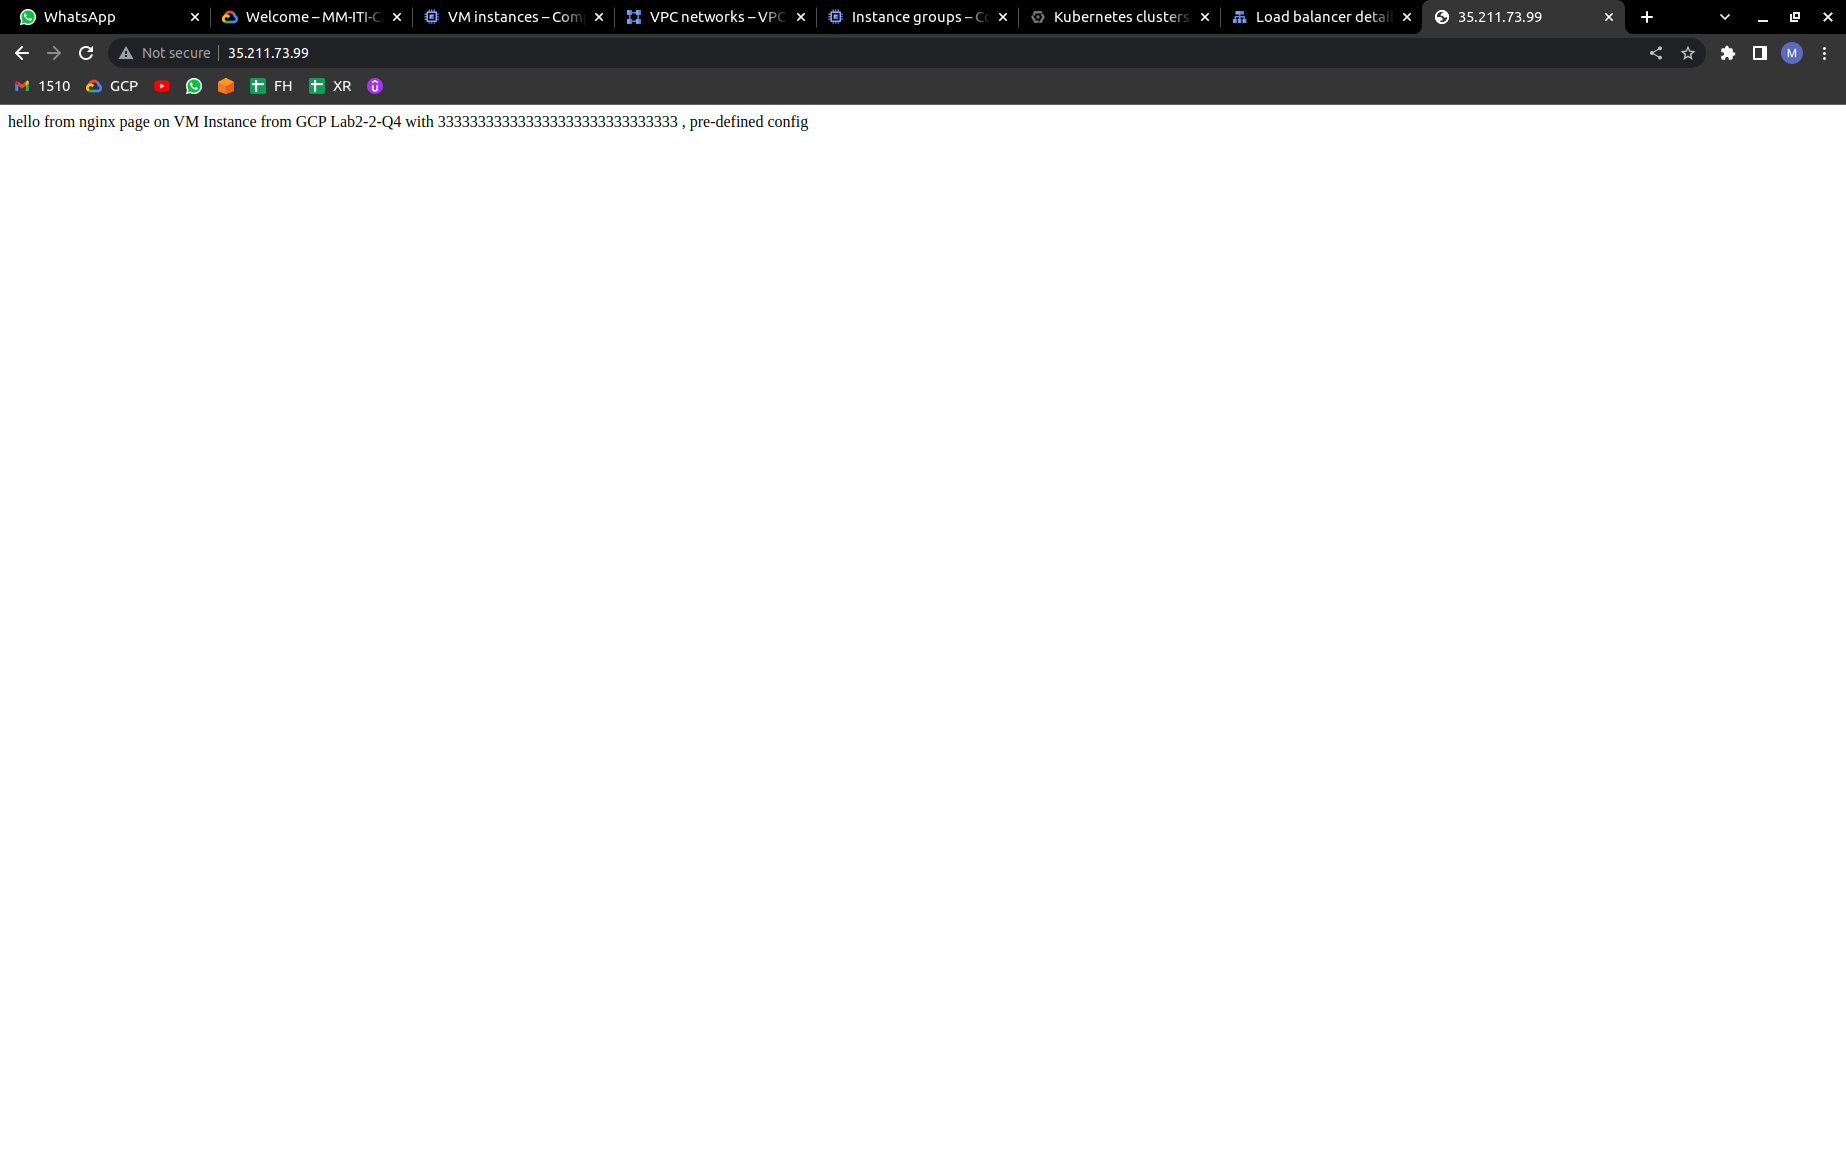 WhatsApp
Welcome – MM-ITI-C
VM instances – Com
VPC networks – VPC
Instance groups – Co
Kubernetes clusters
Load balancer detail
35.211.73.99
Not secure 35.211.73.99
M
1510 GCP FH XR
hello from nginx page on VM Instance from GCP Lab2-2-Q4 with 333333333333333333333333333333 , pre-defined config